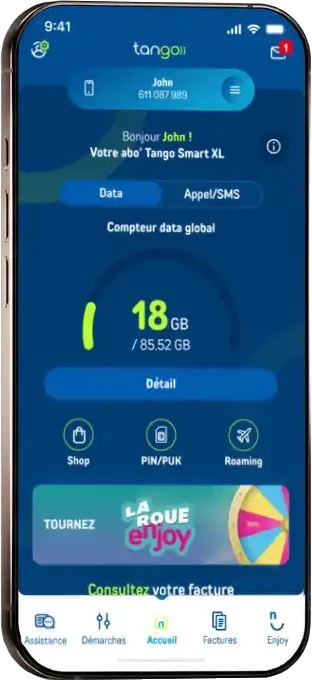 9:41
tango
1
John
611 087 989
Bonjour John !
Votre abo' Tango Smart XL
Data
Appel/SMS
Compteur data global
18 GB
/ 85.52 GB
Détail
Shop
PIN/PUK
Roaming
TOURNEZ
LA
ROUE
enjoy
Consultez votre facture
Assistance
Démarches
Accueil
Factures
Enjoy